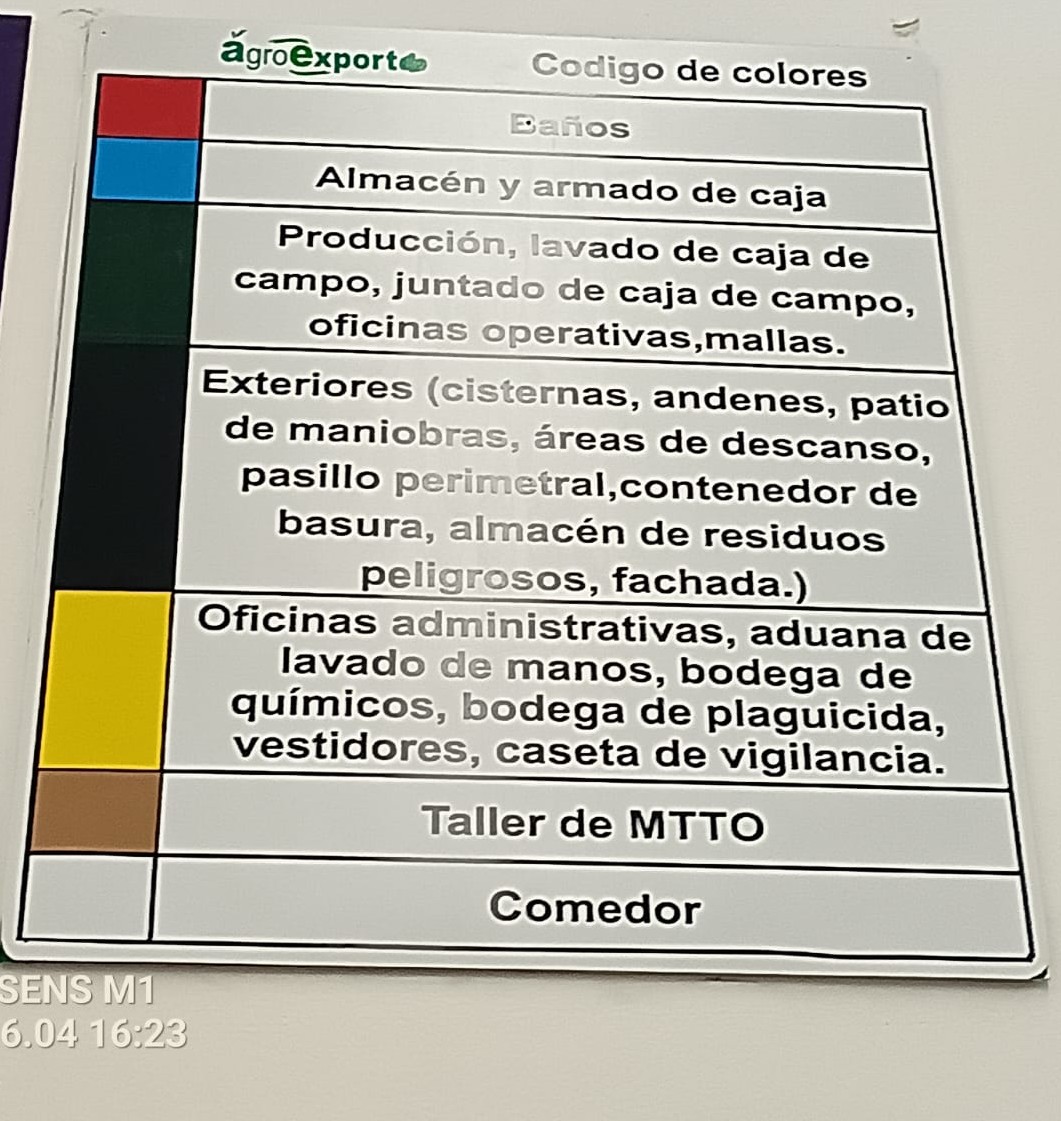 agroexport Codigo de colores
Baños
Almacén y armado de caja
Producción, lavado de caja de
campo, juntado de caja de campo,
oficinas operativas,mallas.
Exteriores (cisternas, andenes, patio
de maniobras, áreas de descanso,
pasillo perimetral,contenedor de
basura, almacén de residuos
peligrosos, fachada.)
Oficinas administrativas, aduana de
lavado de manos, bodega de
químicos, bodega de plaguicida,
vestidores, caseta de vigilancia.
Taller de MTTO
Comedor
SENS M1
6.04 16:23